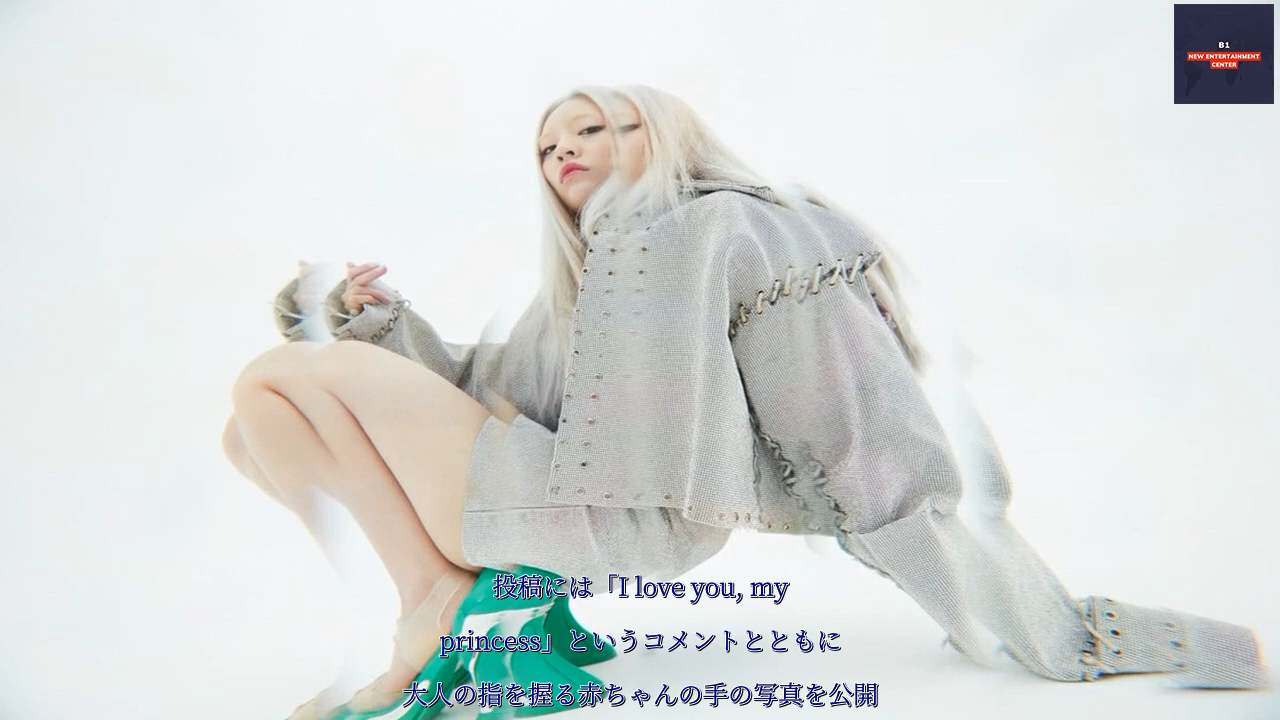 B1
NEW ENTERTAINMENT
CENTER
投稿には「I love you, my
princess」というコメントとともに
大人の指を握る赤ちゃんの手の写真を公開